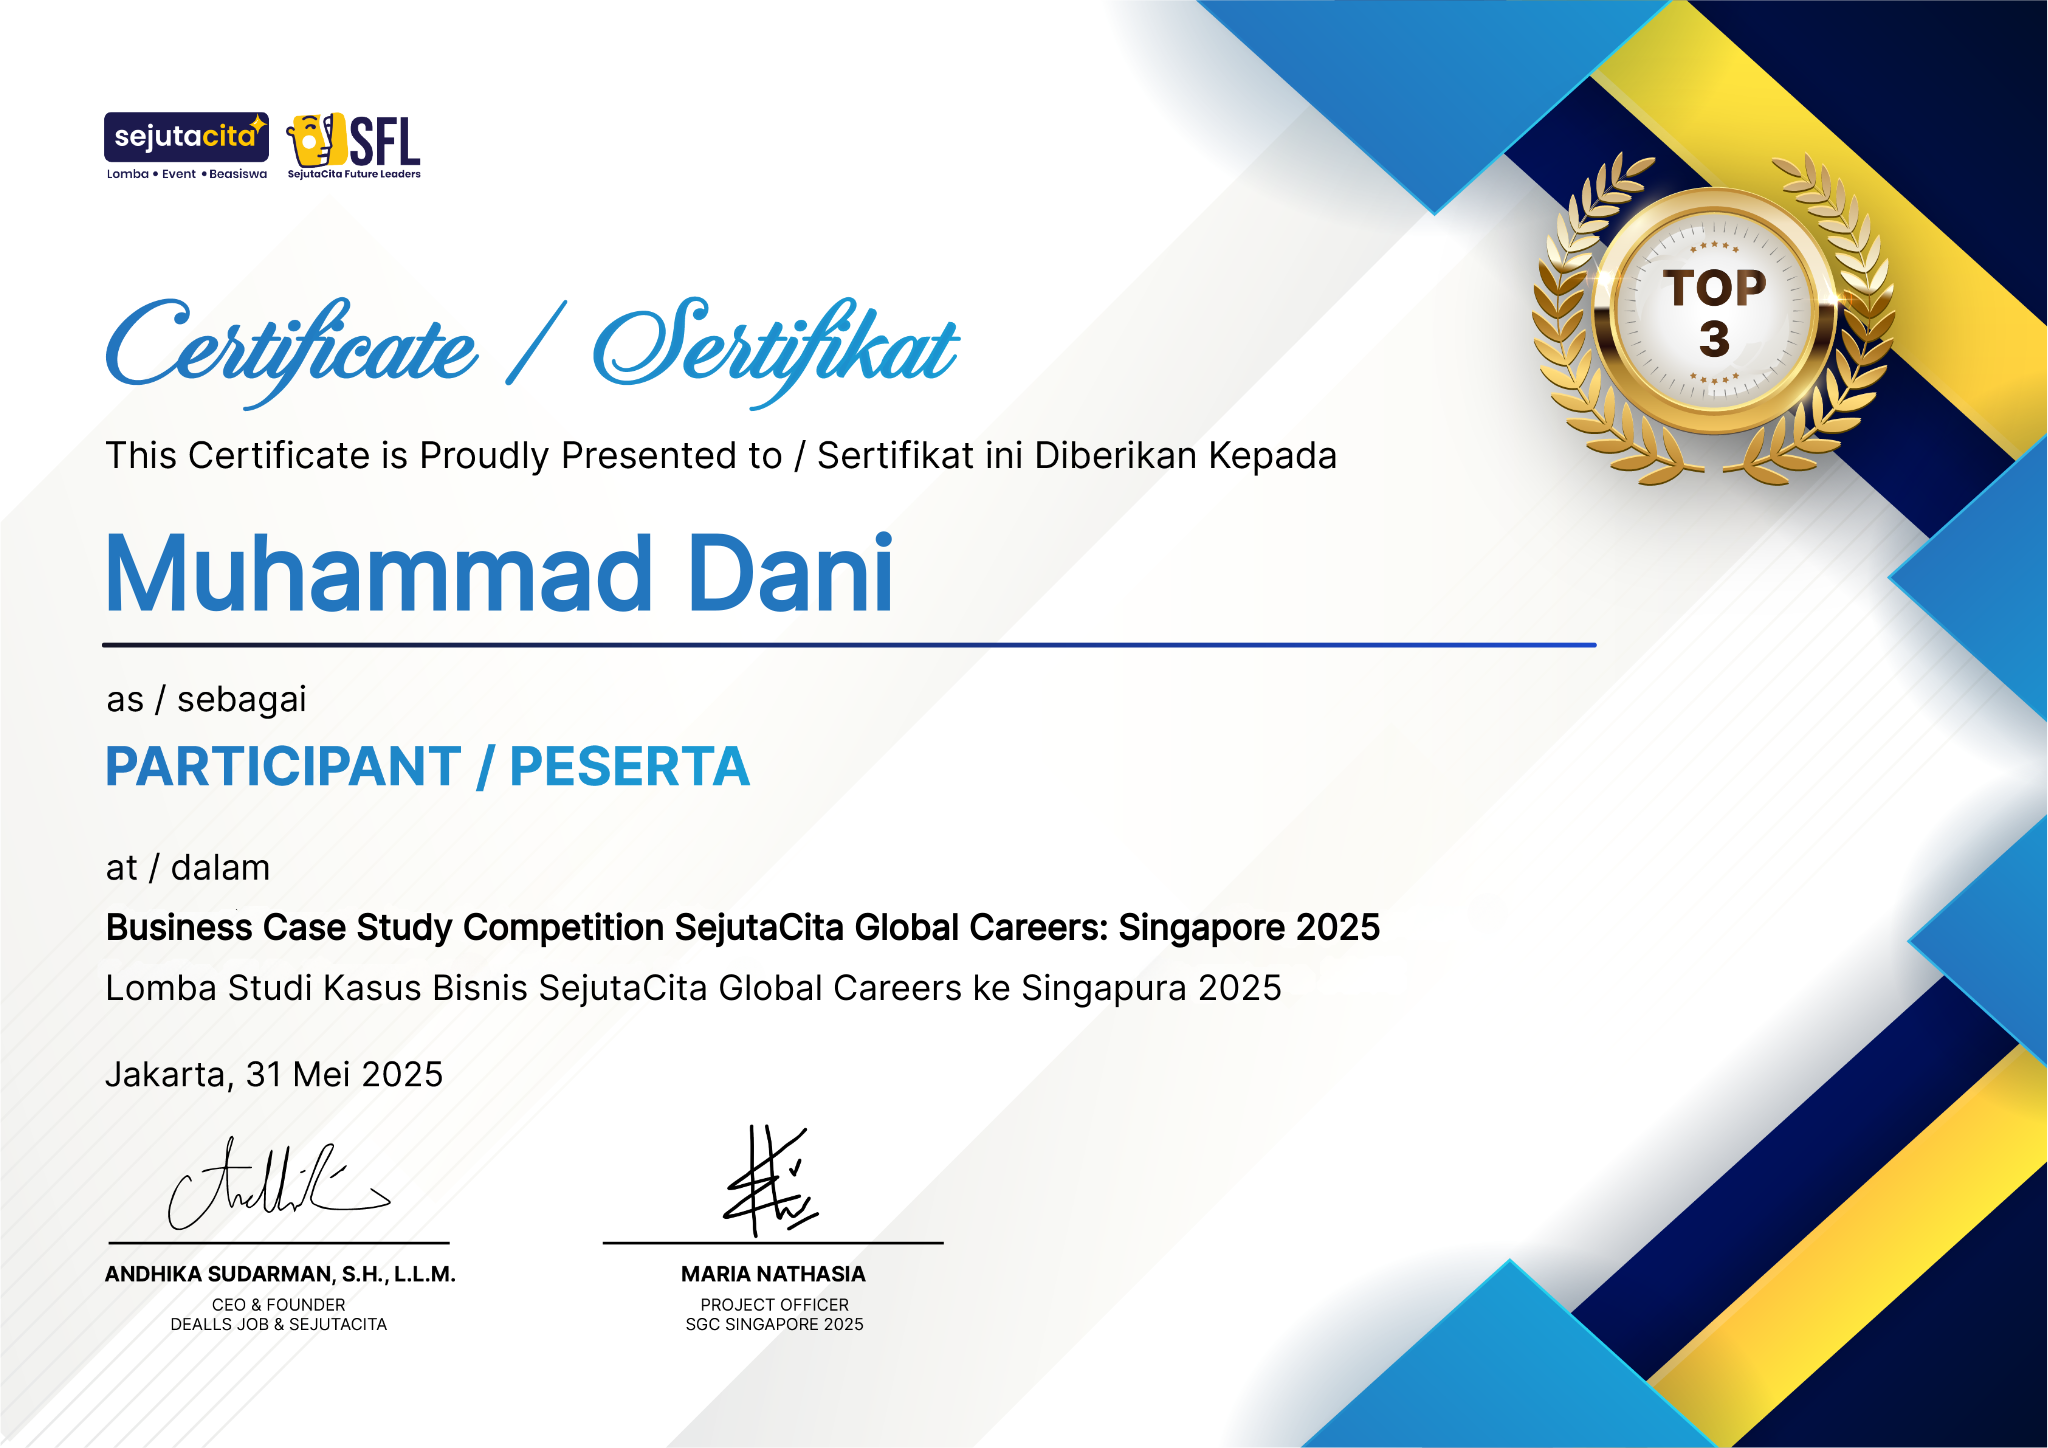 sejutacita
Lomba • Event • Beasiswa
SFL
SejutaCita Future Leaders
TOP
3
Certificate / Sertifikat
This Certificate is Proudly Presented to / Sertifikat ini Diberikan Kepada
Muhammad Dani
as / sebagai
PARTICIPANT / PESERTA
at / dalam
Business Case Study Competition SejutaCita Global Careers: Singapore 2025
Lomba Studi Kasus Bisnis SejutaCita Global Careers ke Singapura 2025
Jakarta, 31 Mei 2025
ANDHIKA SUDARMAN, S.H., L.L.M.
CEO & FOUNDER
DEALLS JOB & SEJUTACITA
MARIA NATHASIA
PROJECT OFFICER
SGC SINGAPORE 2025